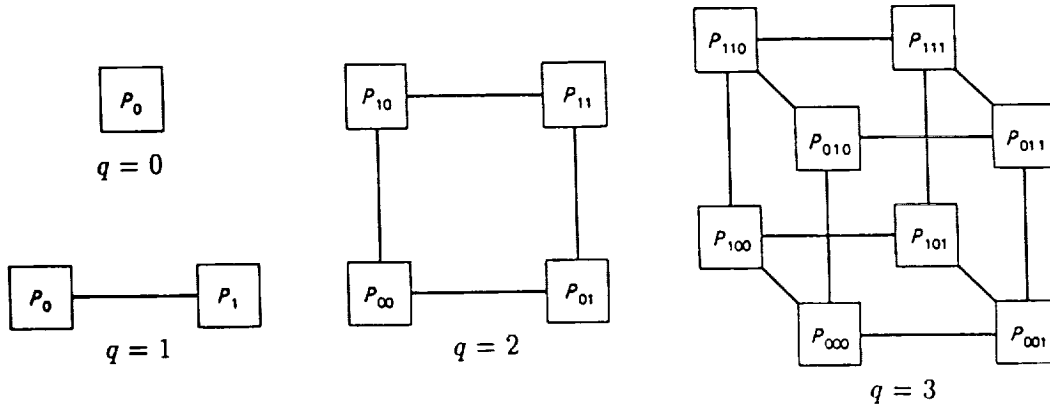 P0
q = 0
P0 P1
q = 1
P10 P11
P00 P01
q = 2
P110 P111
P010 P011
P100 P101
P000 P001
q = 3